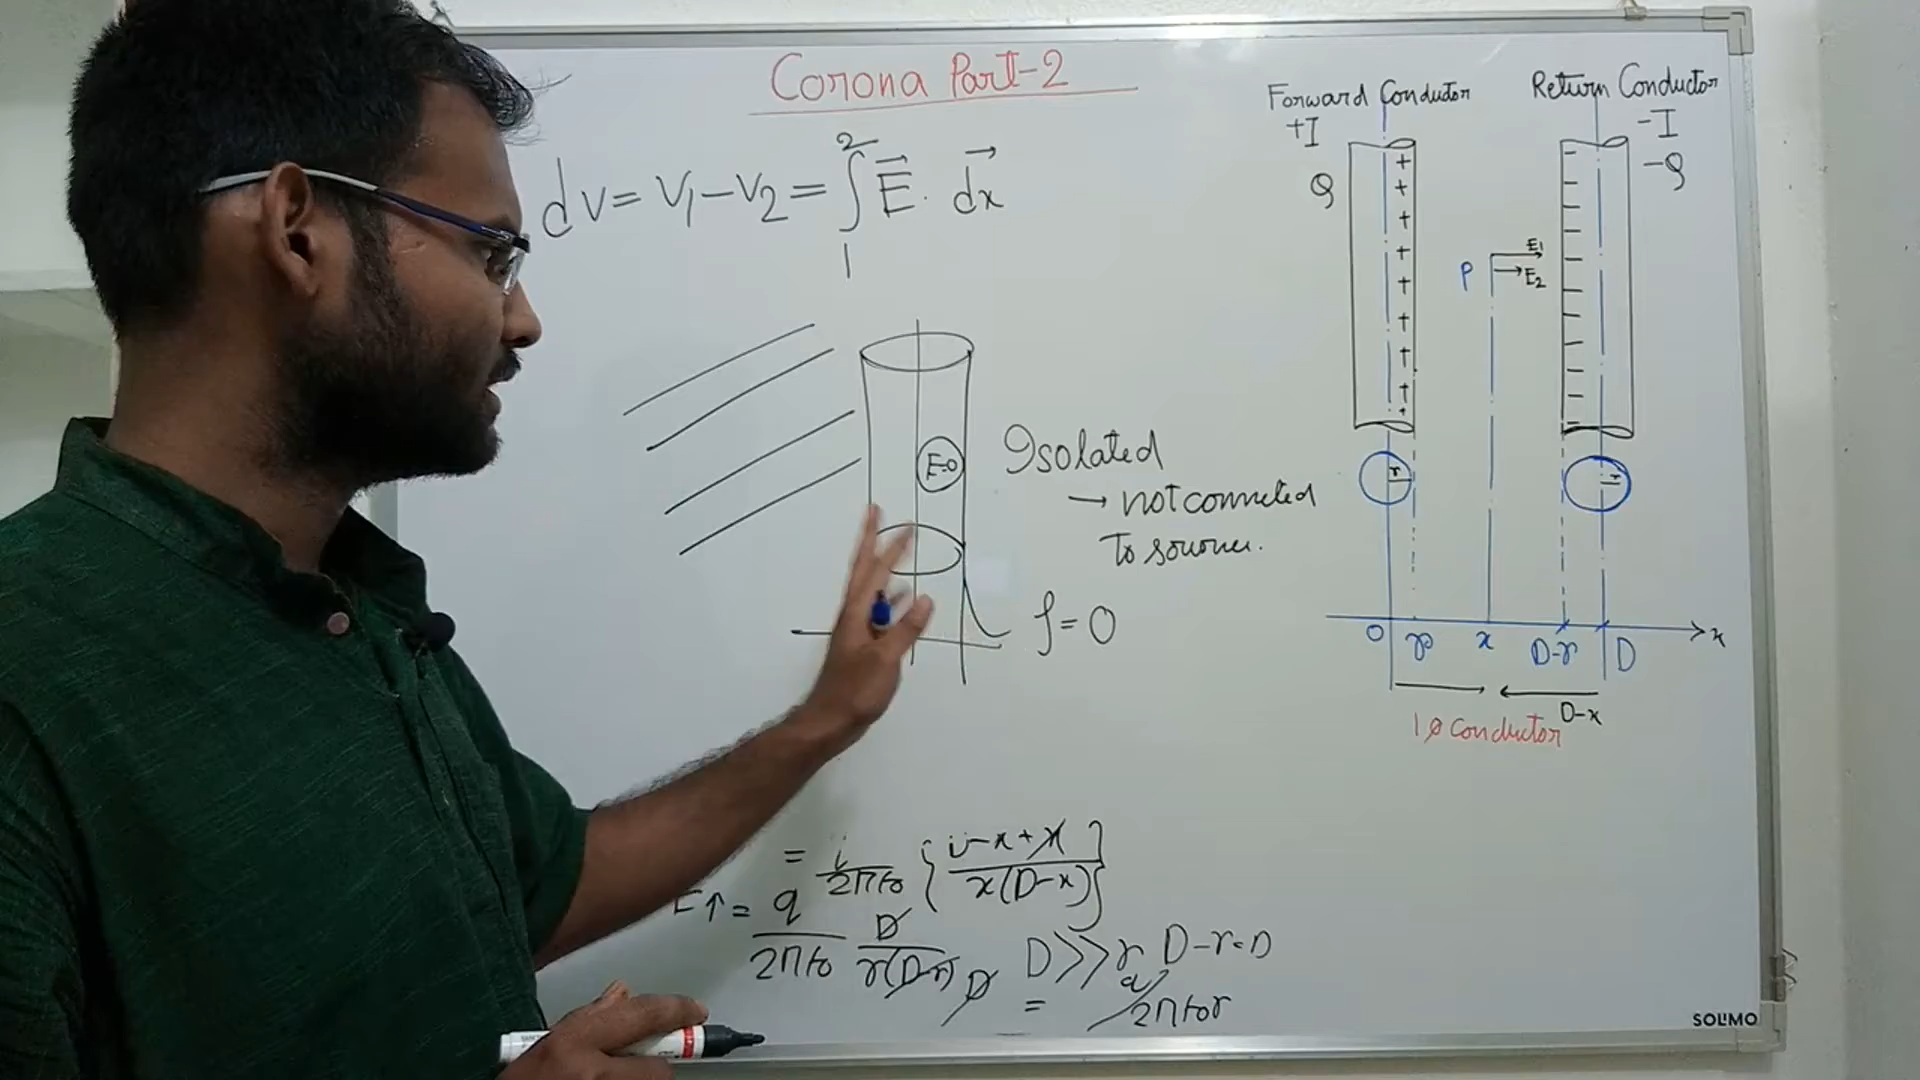 Corona Part-2
dv = V1 - V2 = ∫ E⃗ . dx⃗
2
1
E=0
Isolated
→ not connected
To source.
ρ = 0
= 2πε0 { D-x+x / x(D-x) }
E↑ = q / 2πε0 D / r(D-r) D
D >> r D-r=D
= q / 2πε0r
Forward Conductor
+I
Q
Return Conductor
-I
-Q
+ + + + + + + + + +
P
E1
E2
r
r
O r x D-r D x
D-x
1φ conductor
SOLIMO